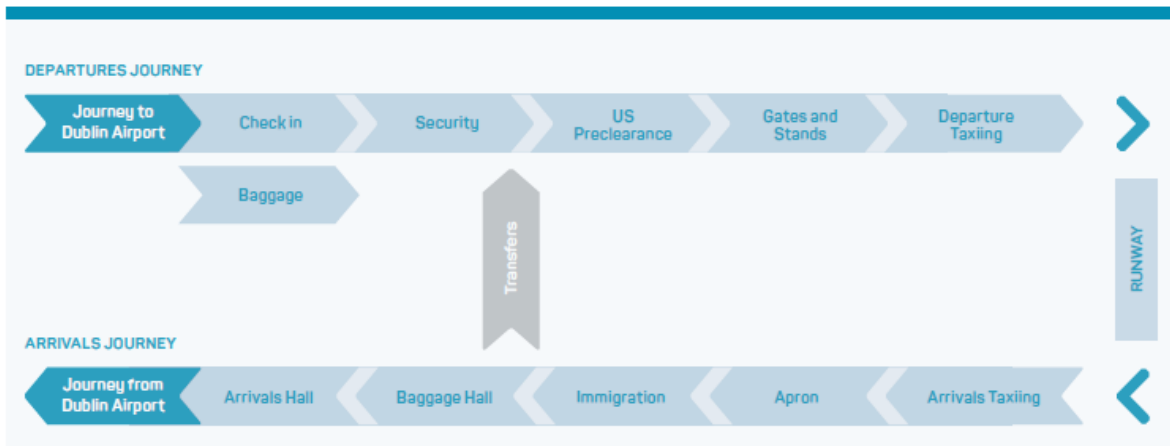 DEPARTURES JOURNEY
Journey to
Dublin Airport
Check in
Security
US
Preclearance
Gates and
Stands
Departure
Taxiing
Baggage
Transfers
RUNWAY
ARRIVALS JOURNEY
Journey from
Dublin Airport
Arrivals Hall
Baggage Hall
Immigration
Apron
Arrivals Taxiing